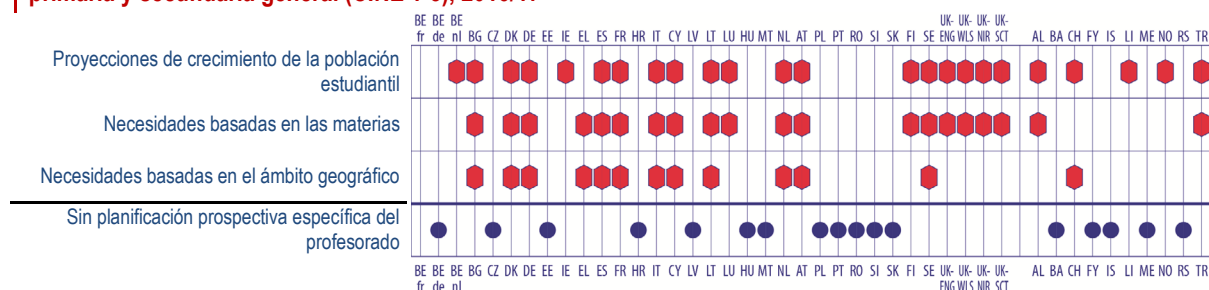 primaria y secundaria general (CINE 1-3), 2016/17
BE BE BE UK- UK- UK- UK-
fr de nl BG CZ DK DE EE IE EL ES FR HR IT CY LV LT LU HU MT NL AT PL PT RO SI SK FI SE ENG WLS NIR SCT AL BA CH FY IS LI ME NO RS TR
Proyecciones de crecimiento de la población
estudiantil
Necesidades basadas en las materias
Necesidades basadas en el ámbito geográfico
Sin planificación prospectiva específica del
profesorado
BE BE BE BG CZ DK DE EE IE EL ES FR HR IT CY LV LT LU HU MT NL AT PL PT RO SI SK FI SE UK- UK- UK- UK- AL BA CH FY IS LI ME NO RS TR
fr de nl ENG WLS NIR SCT